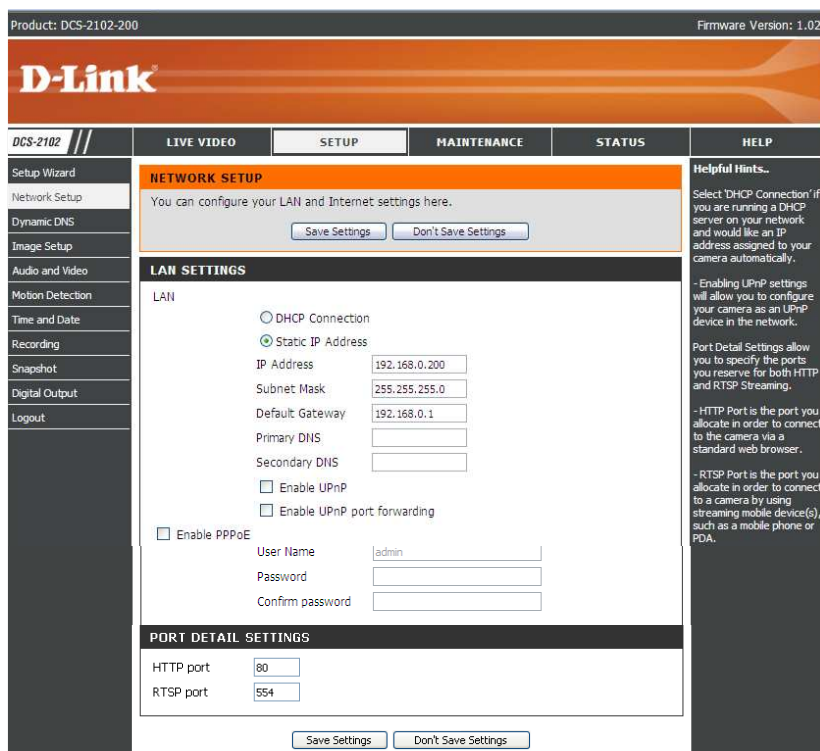 Product: DCS-2102-200
Firmware Version: 1.02
D-Link
DCS-2102
LIVE VIDEO
SETUP
MAINTENANCE
STATUS
HELP
Setup Wizard
Network Setup
Dynamic DNS
Image Setup
Audio and Video
Motion Detection
Time and Date
Recording
Snapshot
Digital Output
Logout
NETWORK SETUP
You can configure your LAN and Internet settings here.
Save Settings
Don't Save Settings
LAN SETTINGS
LAN
DHCP Connection
Static IP Address
IP Address 192.168.0.200
Subnet Mask 255.255.255.0
Default Gateway 192.168.0.1
Primary DNS
Secondary DNS
Enable UPnP
Enable UPnP port forwarding
Enable PPPoE
User Name admin
Password
Confirm password
PORT DETAIL SETTINGS
HTTP port 80
RTSP port 554
Save Settings
Don't Save Settings
Helpful Hints..
Select 'DHCP Connection' if
you are running a DHCP
server on your network
and would like an IP
address assigned to your
camera automatically.
- Enabling UPnP settings
will allow you to configure
your camera as an UPnP
device in the network.
Port Detail Settings allow
you to specify the ports
you reserve for both HTTP
and RTSP Streaming.
- HTTP Port is the port you
allocate in order to connect
to the camera via a
standard web browser.
- RTSP Port is the port you
allocate in order to connect
to a camera by using
streaming mobile device(s),
such as a mobile phone or
PDA.